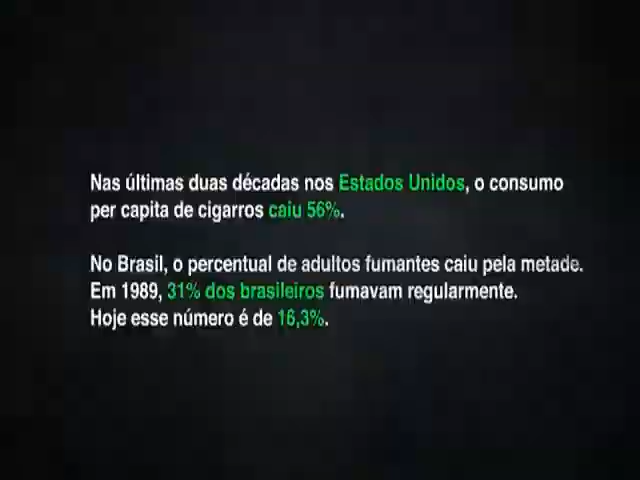 Nas últimas duas décadas nos Estados Unidos, o consumo
per capita de cigarros caiu 56%.
No Brasil, o percentual de adultos fumantes caiu pela metade.
Em 1989, 31% dos brasileiros fumavam regularmente.
Hoje esse número é de 16,3%.